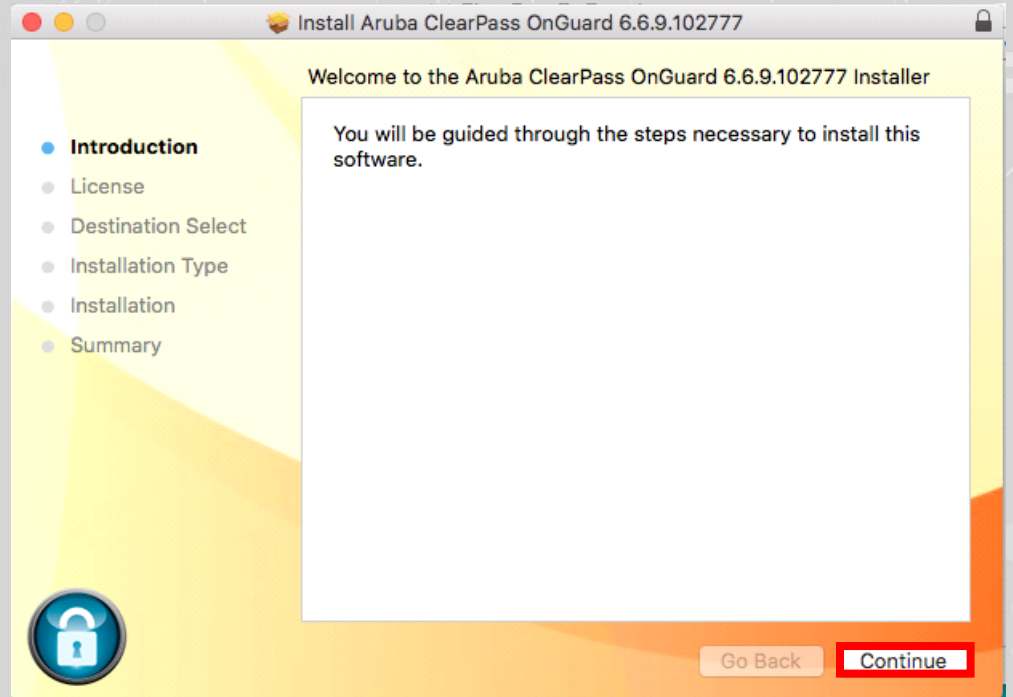 Install Aruba ClearPass OnGuard 6.6.9.102777
Welcome to the Aruba ClearPass OnGuard 6.6.9.102777 Installer
Introduction
License
Destination Select
Installation Type
Installation
Summary
You will be guided through the steps necessary to install this
software.
Go Back
Continue